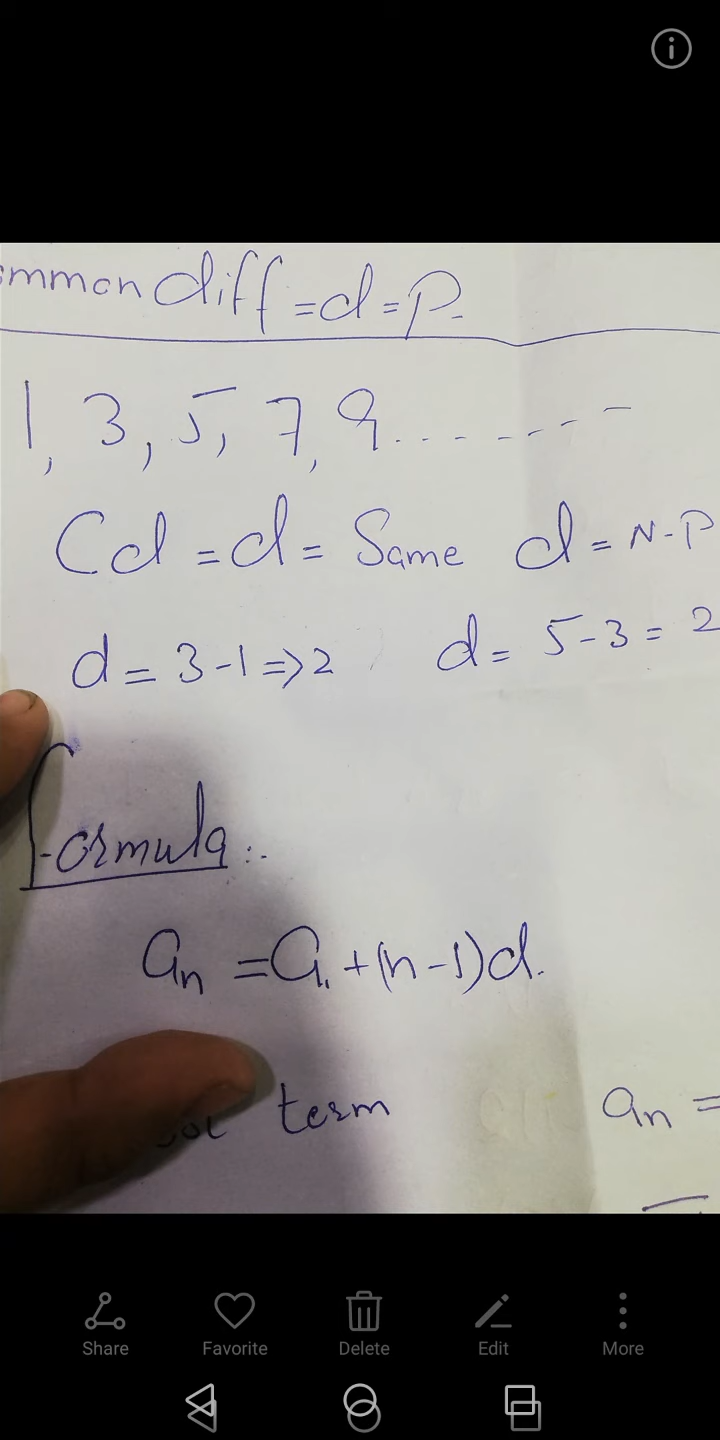 ommon diff = d = P.
1, 3, 5, 7, 9.-------
Cd = d = Same d = N-P
d = 3-1 => 2 d = 5-3 = 2
Formula :.
an = a1 + (n-1)d.
term an =
Share Favorite Delete Edit More